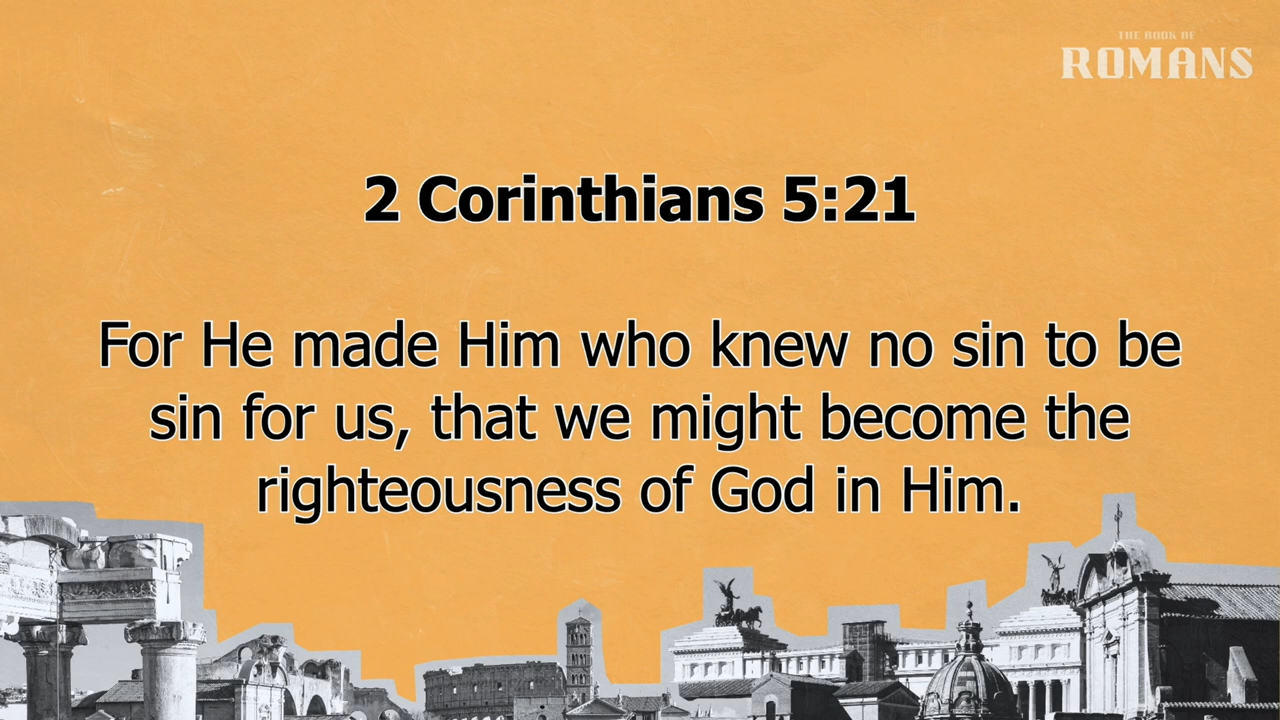 THE BOOK OF
ROMANS
2 Corinthians 5:21
For He made Him who knew no sin to be
sin for us, that we might become the
righteousness of God in Him.